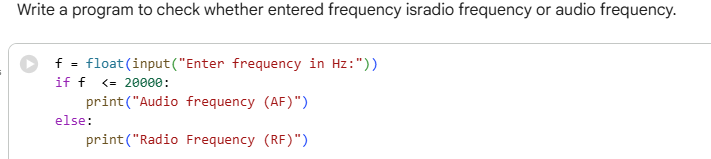 Write a program to check whether entered frequency isradio frequency or audio frequency.
f = float(input("Enter frequency in Hz:"))
if f  <= 20000:
    print("Audio frequency (AF)")
else:
    print("Radio Frequency (RF)")